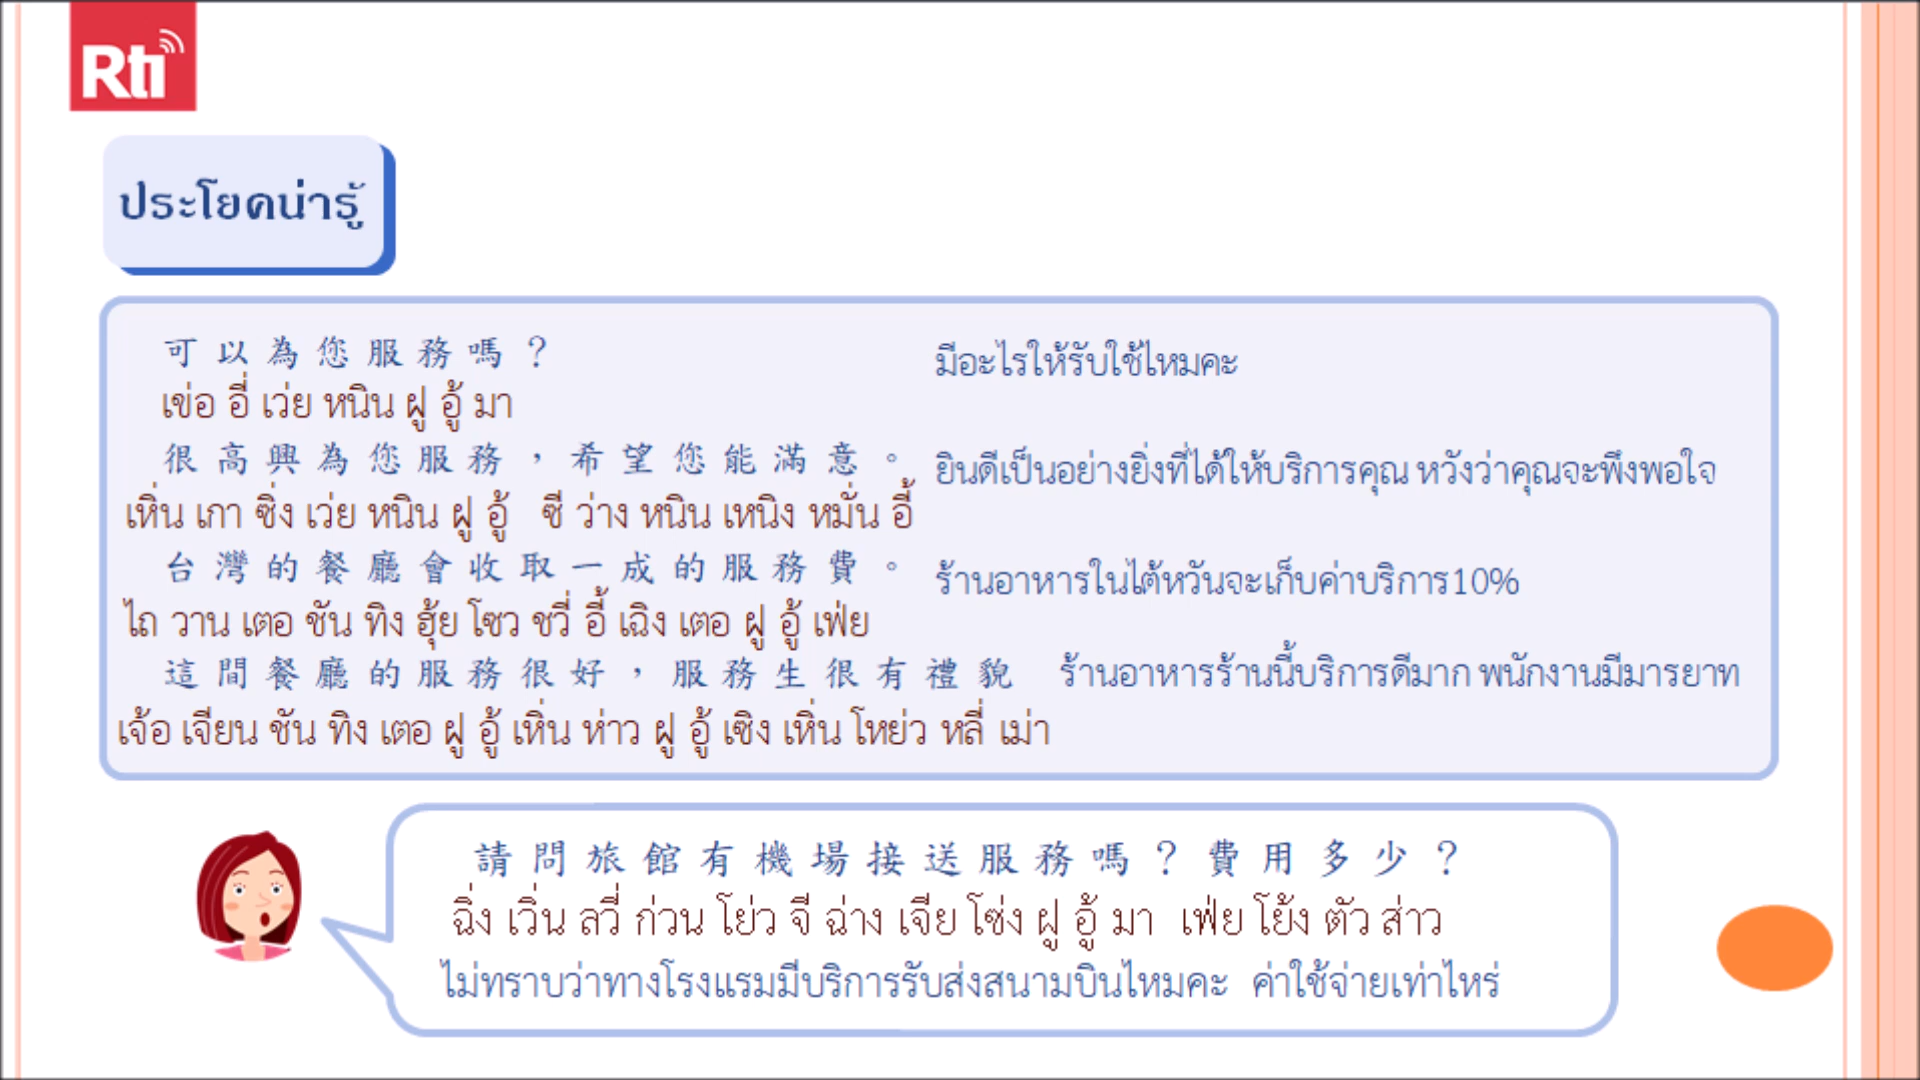 Rti
ประโยคน่ารู้
可以為您服務嗎？ มีอะไรให้รับใช้ไหมคะ
เข่อ อี่ เว่ย หนิน ฝู อู้ มา
很高興為您服務，希望您能滿意。 ยินดีเป็นอย่างยิ่งที่ได้ให้บริการคุณ หวังว่าคุณจะพึงพอใจ
เหิ่น เกา ซิ่ง เว่ย หนิน ฝู อู้ ซี ว่าง หนิน เหนิง หมั่น อี้
台灣的餐廳會收取一成的服務費。 ร้านอาหารในไต้หวันจะเก็บค่าบริการ10%
ไถ วาน เตอ ชัน ทิง ฮุ้ย โซว ชวี่ อี้ เฉิง เตอ ฝู อู้ เฟ่ย
這間餐廳的服務很好，服務生很有禮貌 ร้านอาหารร้านนี้บริการดีมาก พนักงานมีมารยาท
เจ้อ เจียน ชัน ทิง เตอ ฝู อู้ เหิ่น ห่าว ฝู อู้ เซิง เหิ่น โหย่ว หลี่ เม่า
請問旅館有機場接送服務嗎？費用多少？
ฉิ่ง เวิ่น ลวี่ ก่วน โย่ว จี ฉ่าง เจีย โซ่ง ฝู อู้ มา เฟ่ย โย้ง ตัว ส่าว
ไม่ทราบว่าทางโรงแรมมีบริการรับส่งสนามบินไหมคะ ค่าใช้จ่ายเท่าไหร่